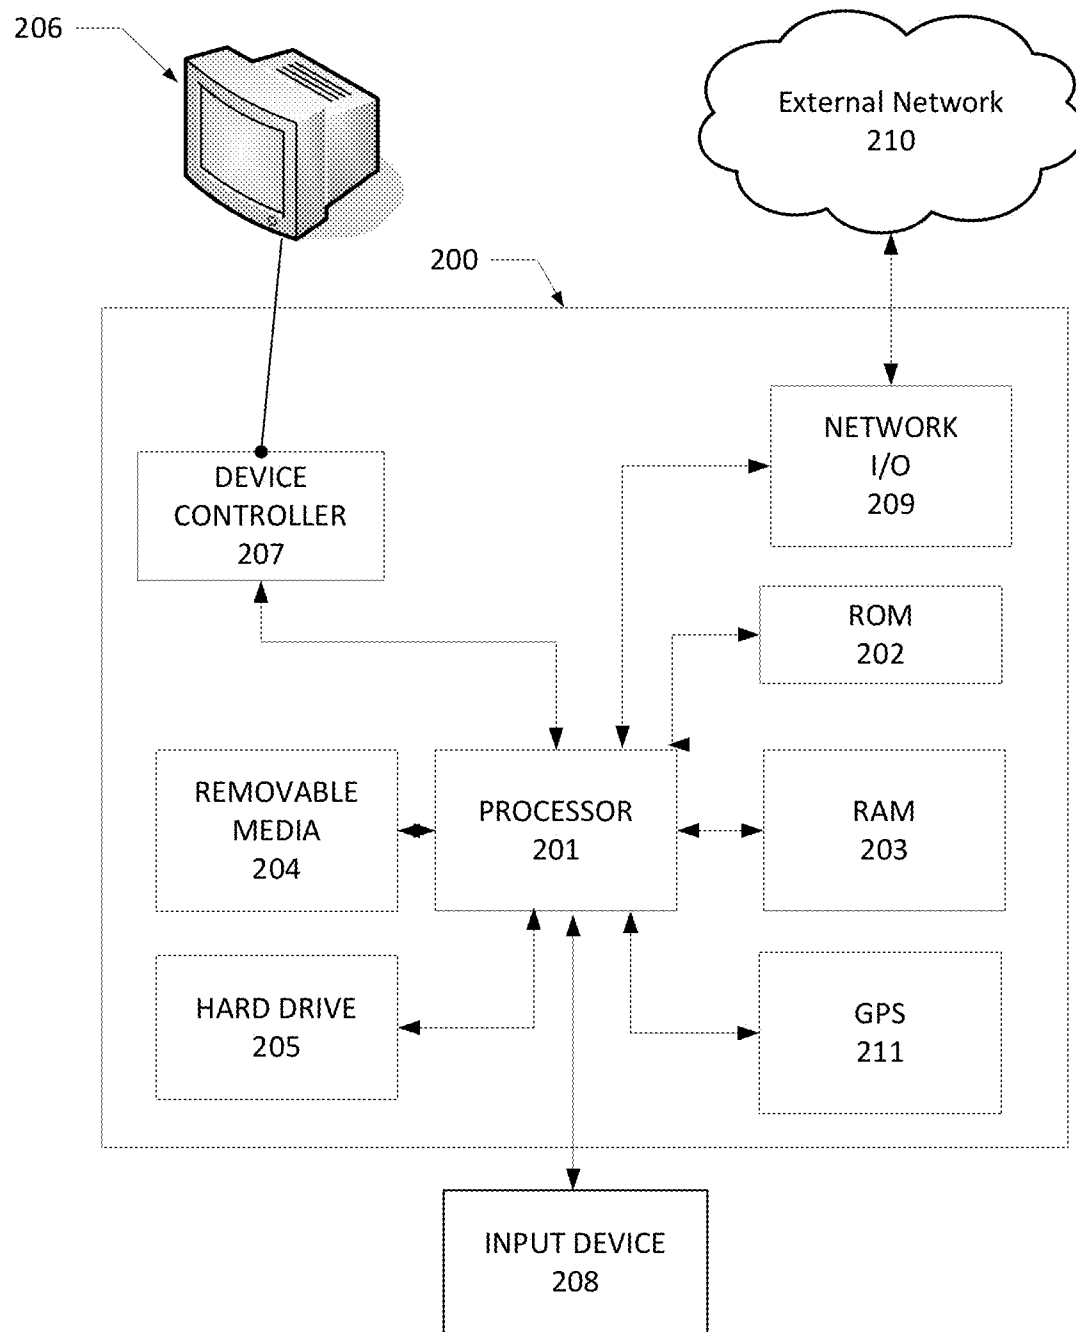 206
External Network
210
200
NETWORK
I/O
209
DEVICE
CONTROLLER
207
ROM
202
REMOVABLE
MEDIA
204
PROCESSOR
201
RAM
203
HARD DRIVE
205
GPS
211
INPUT DEVICE
208